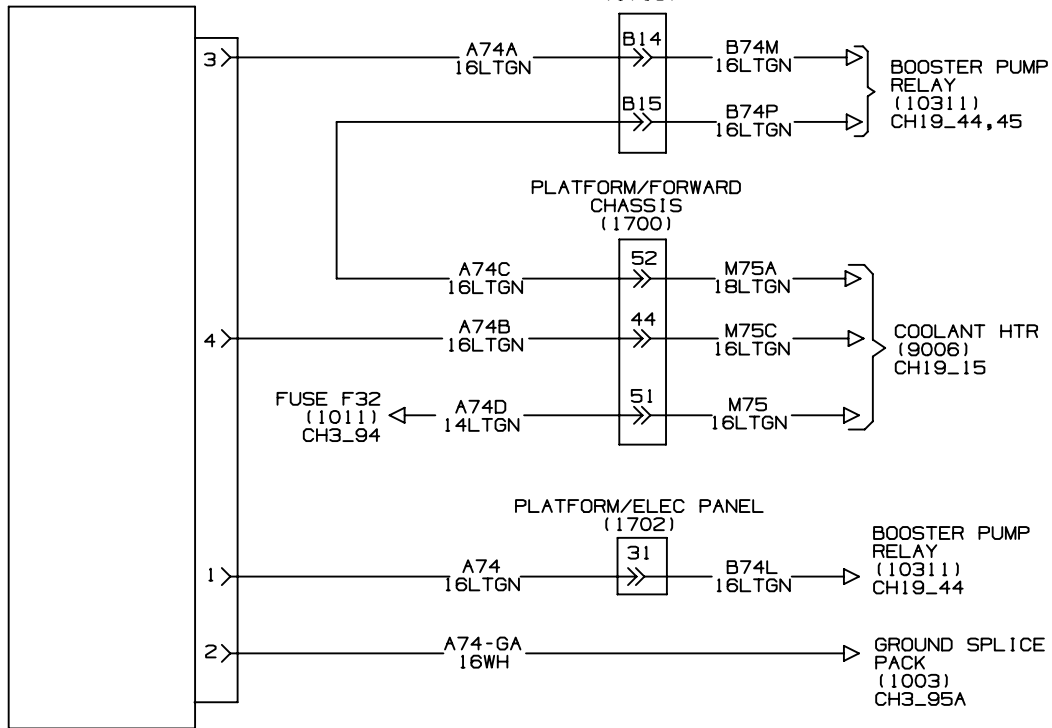 3
A74A
16LTGN
B14
B74M
16LTGN
BOOSTER PUMP
RELAY
(10311)
CH19_44,45
B15
B74P
16LTGN
PLATFORM/FORWARD
CHASSIS
(1700)
A74C
16LTGN
52
M75A
18LTGN
4
A74B
16LTGN
44
M75C
16LTGN
COOLANT HTR
(9006)
CH19_15
FUSE F32
(1011)
CH3_94
A74D
14LTGN
51
M75
16LTGN
PLATFORM/ELEC PANEL
(1702)
1
A74
16LTGN
31
B74L
16LTGN
BOOSTER PUMP
RELAY
(10311)
CH19_44
2
A74-GA
16WH
GROUND SPLICE
PACK
(1003)
CH3_95A